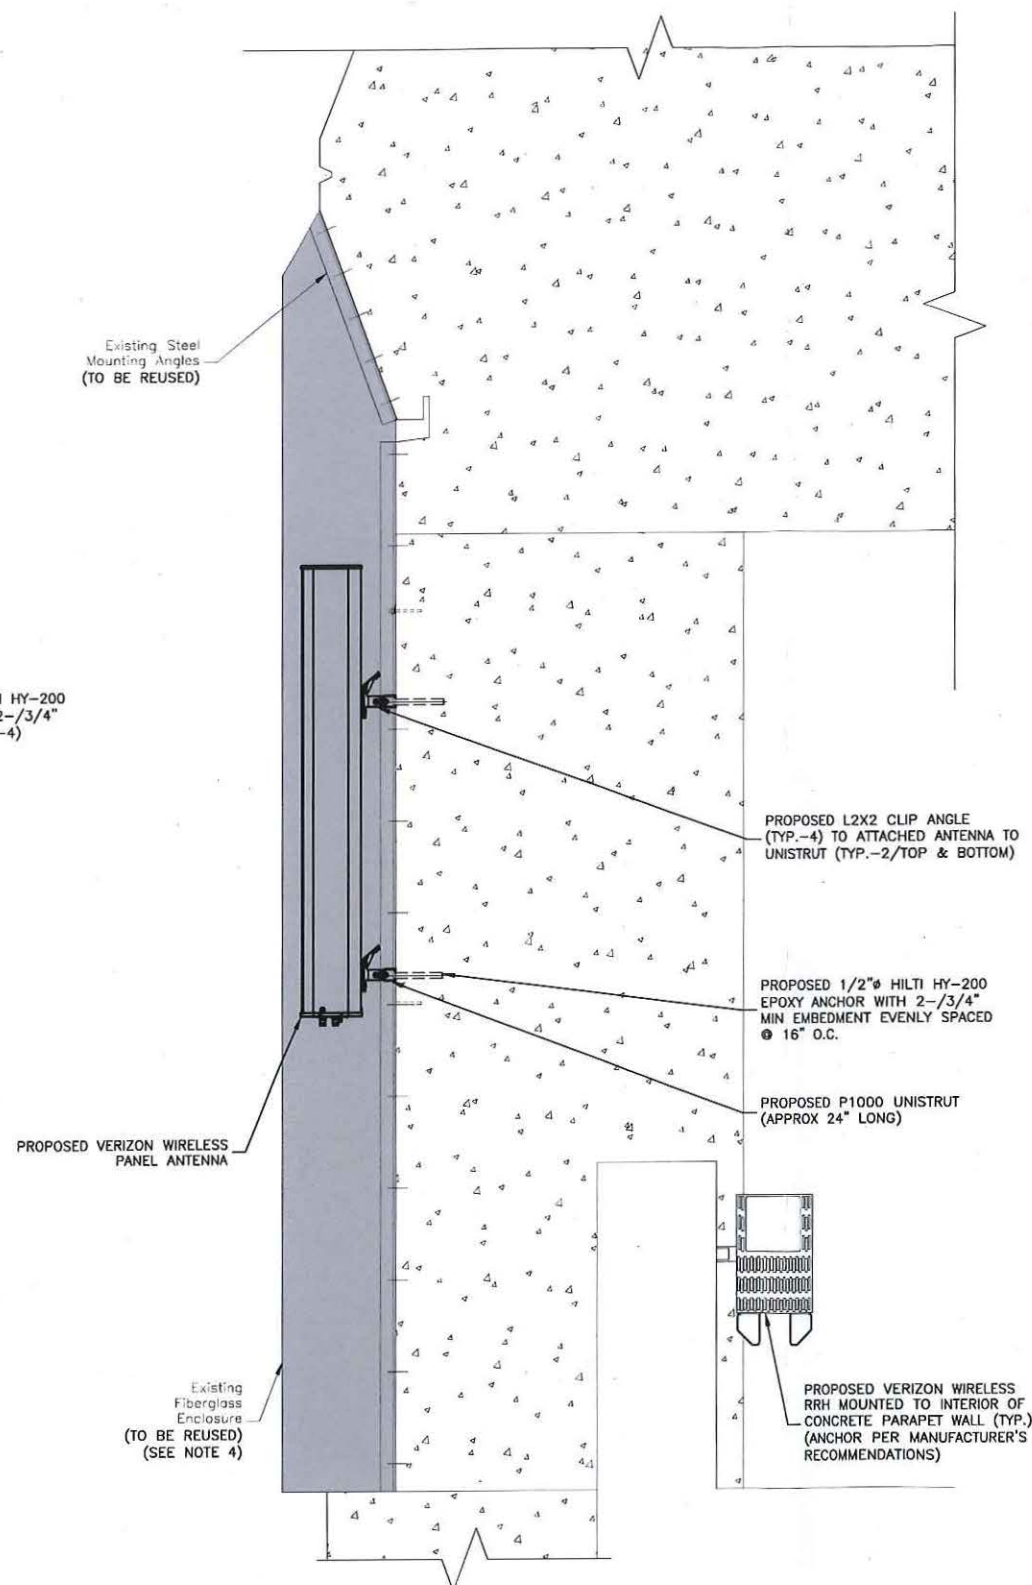 Existing Steel
Mounting Angles
(TO BE REUSED)
HY-200
2-/3/4"
-4)
PROPOSED L2X2 CLIP ANGLE
(TYP.-4) TO ATTACHED ANTENNA TO
UNISTRUT (TYP.-2/TOP & BOTTOM)
PROPOSED 1/2"ø HILTI HY-200
EPOXY ANCHOR WITH 2-/3/4"
MIN EMBEDMENT EVENLY SPACED
@ 16" O.C.
PROPOSED P1000 UNISTRUT
(APPROX 24" LONG)
PROPOSED VERIZON WIRELESS
PANEL ANTENNA
Existing
Fiberglass
Enclosure
(TO BE REUSED)
(SEE NOTE 4)
PROPOSED VERIZON WIRELESS
RRH MOUNTED TO INTERIOR OF
CONCRETE PARAPET WALL (TYP.)
(ANCHOR PER MANUFACTURER'S
RECOMMENDATIONS)